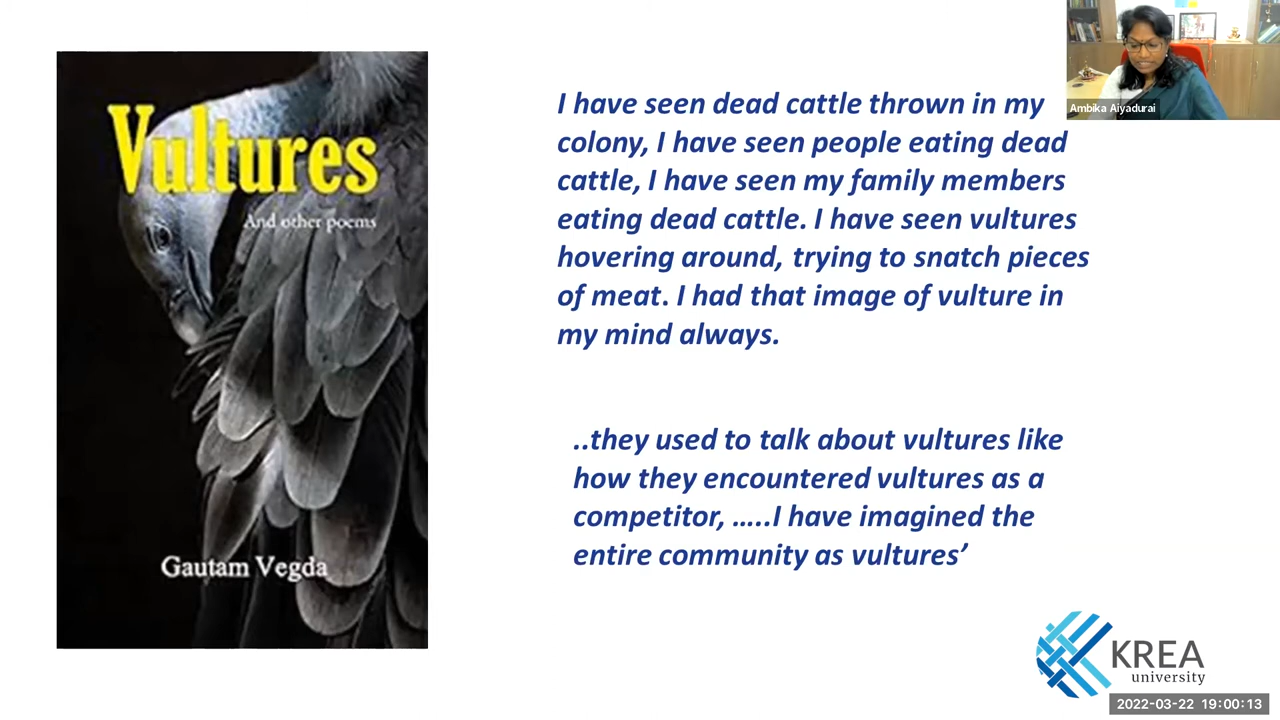 Vultures
And other poems
Gautam Vegda
I have seen dead cattle thrown in my
colony, I have seen people eating dead
cattle, I have seen my family members
eating dead cattle. I have seen vultures
hovering around, trying to snatch pieces
of meat. I had that image of vulture in
my mind always.
..they used to talk about vultures like
how they encountered vultures as a
competitor, …..I have imagined the
entire community as vultures’
Ambika Aiyadurai
KREA
university
2022-03-22 19:00:13